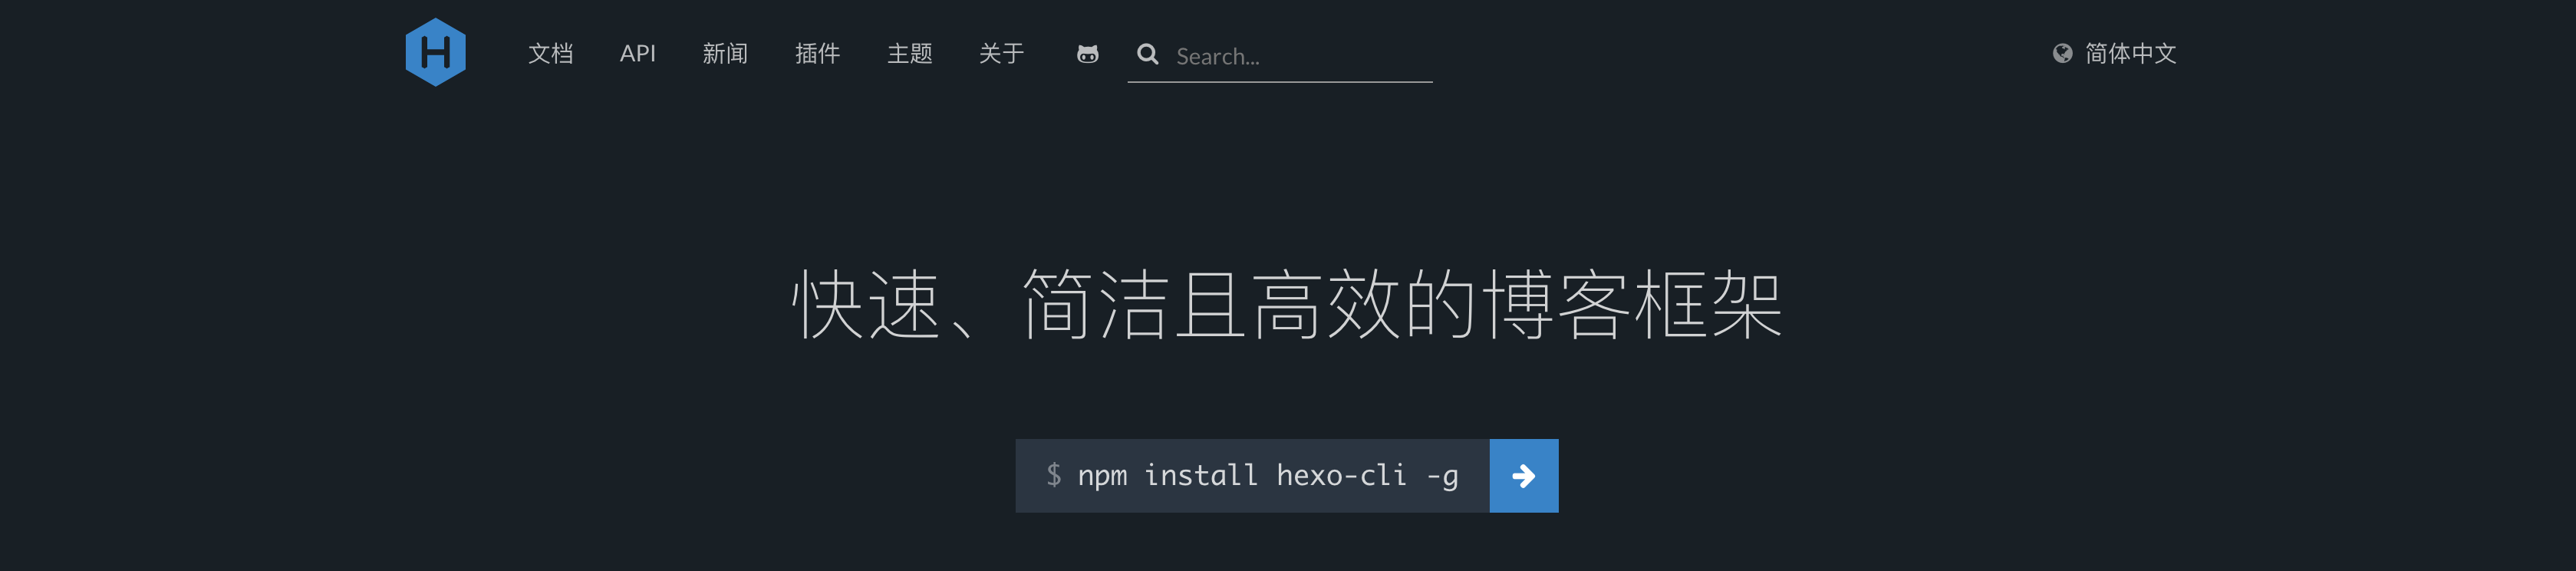 H 文档 API 新闻 插件 主题 关于 Search... 简体中文
快速、简洁且高效的博客框架
$ npm install hexo-cli -g